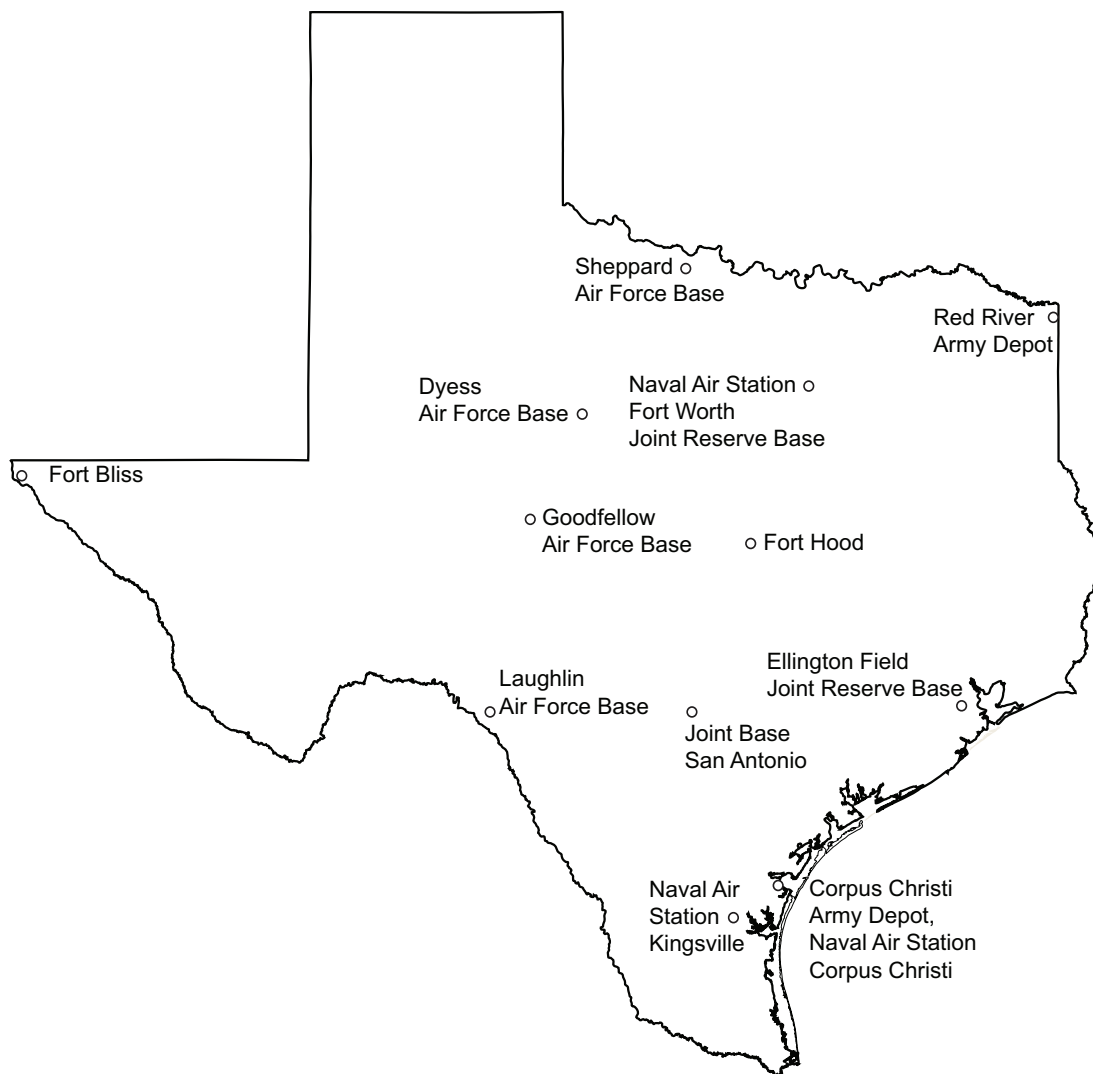 Sheppard
Air Force Base
Red River
Army Depot
Dyess
Air Force Base
Naval Air Station
Fort Worth
Joint Reserve Base
Fort Bliss
Goodfellow
Air Force Base
Fort Hood
Ellington Field
Joint Reserve Base
Laughlin
Air Force Base
Joint Base
San Antonio
Naval Air
Station
Kingsville
Corpus Christi
Army Depot,
Naval Air Station
Corpus Christi